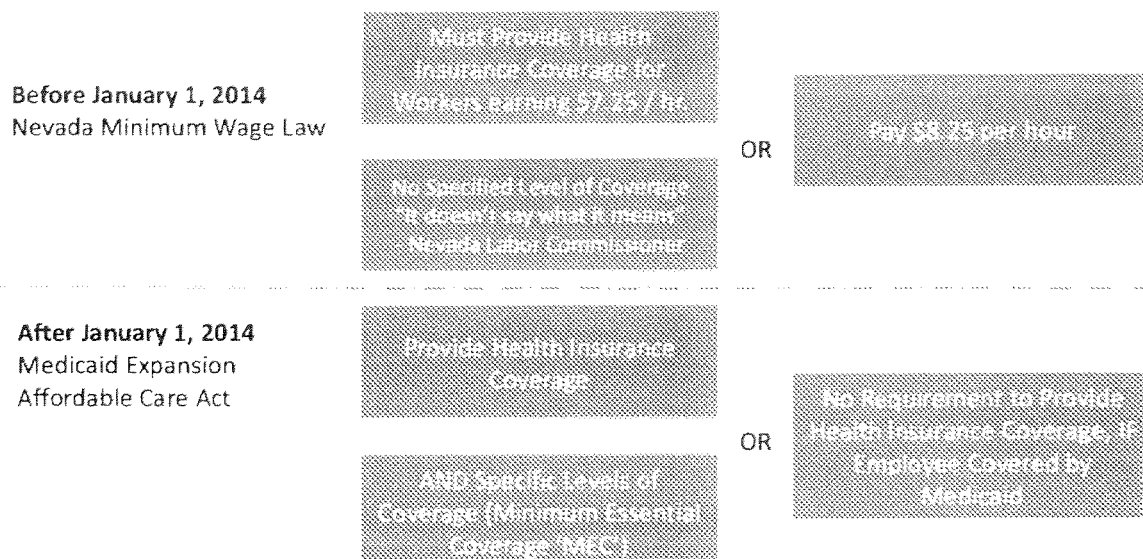 Before January 1, 2014
Nevada Minimum Wage Law
Must Provide Health
Insurance Coverage for
Workers Earning $7.25 / hr
No Specified Level of Coverage
"It doesn't say what it means"
Nevada Labor Commissioner
OR
Pay $8.25 per hour
After January 1, 2014
Medicaid Expansion
Affordable Care Act
Provide Health Insurance
Coverage
AND Specific Levels of
Coverage (Minimum Essential
Coverage 'MEC')
OR
No Requirement to Provide
Health Insurance Coverage, IF
Employee Covered by
Medicaid